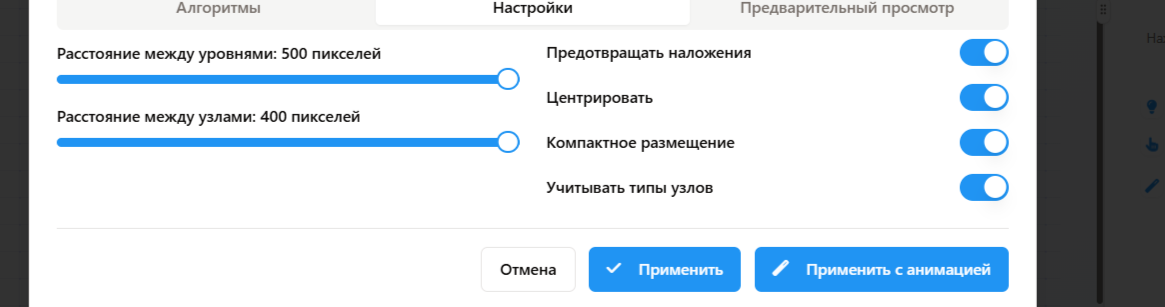 Алгоритмы
Настройки
Предварительный просмотр
Расстояние между уровнями: 500 пикселей
Расстояние между узлами: 400 пикселей
Предотвращать наложения
Центрировать
Компактное размещение
Учитывать типы узлов
Отмена
Применить
Применить с анимацией